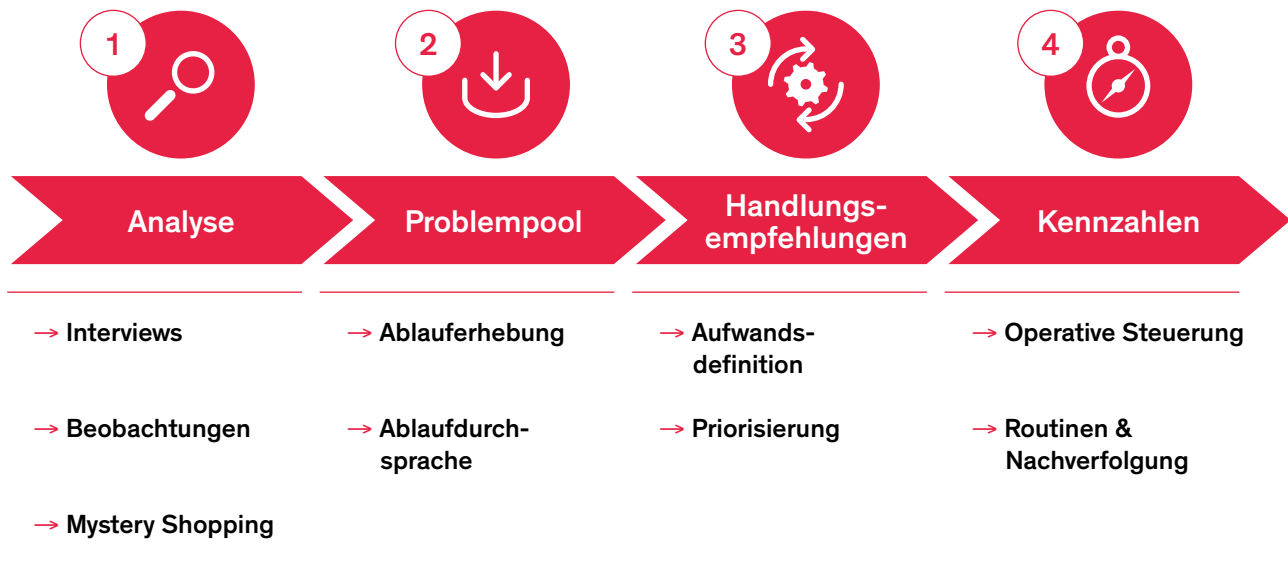 1
2
3
4
Analyse
Problempool
Handlungs-
empfehlungen
Kennzahlen
→ Interviews
→ Beobachtungen
→ Mystery Shopping
→ Ablauferhebung
→ Ablaufdurch-
sprache
→ Aufwands-
definition
→ Priorisierung
→ Operative Steuerung
→ Routinen &
Nachverfolgung